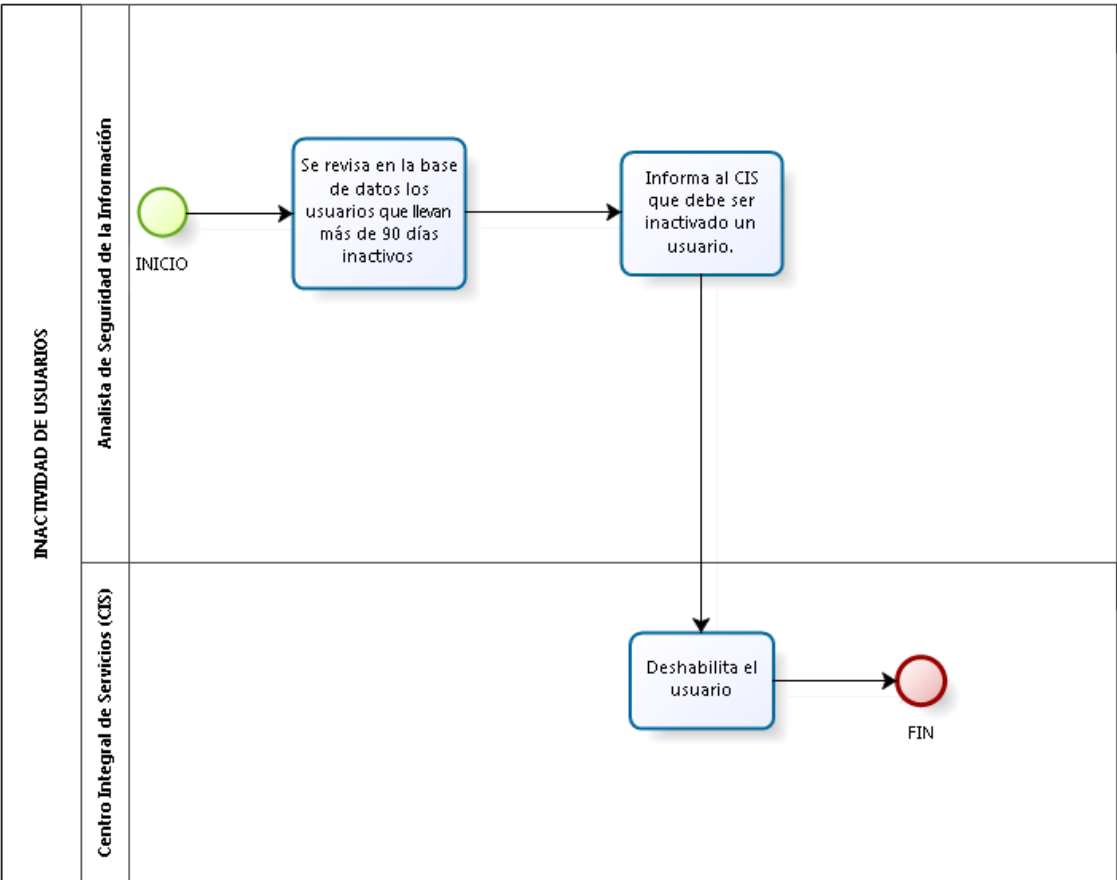 INACTIVIDAD DE USUARIOS
Analista de Seguridad de la Información
INICIO
Se revisa en la base
de datos los
usuarios que llevan
más de 90 días
inactivos
Informa al CIS
que debe ser
inactivado un
usuario.
Centro Integral de Servicios (CIS)
Deshabilita el
usuario
FIN